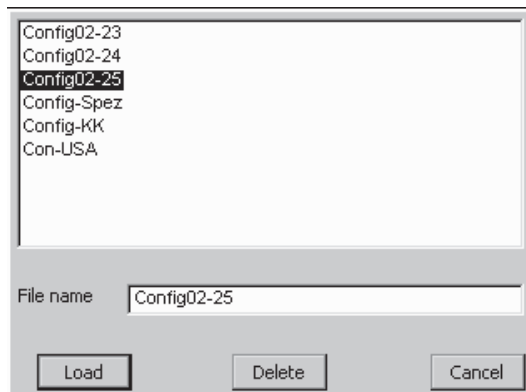 Config02-23
Config02-24
Config02-25
Config-Spez
Config-KK
Con-USA
File name Config02-25
Load Delete Cancel